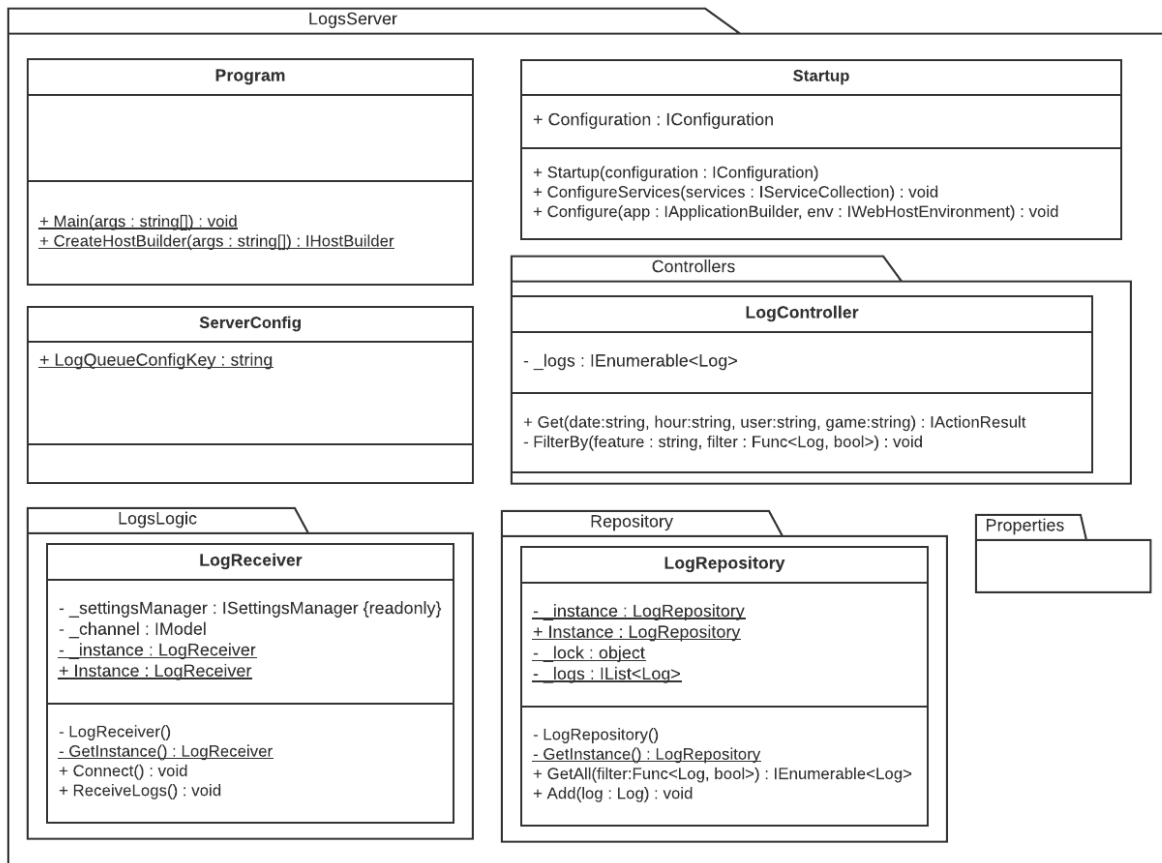 LogsServer
Program
+ Main(args : string[]) : void
+ CreateHostBuilder(args : string[]) : IHostBuilder
Startup
+ Configuration : IConfiguration
+ Startup(configuration : IConfiguration)
+ ConfigureServices(services : IServiceCollection) : void
+ Configure(app : IApplicationBuilder, env : IWebHostEnvironment) : void
ServerConfig
+ LogQueueConfigKey : string
Controllers
LogController
- _logs : IEnumerable<Log>
+ Get(date:string, hour:string, user:string, game:string) : IActionResult
- FilterBy(feature : string, filter : Func<Log, bool>) : void
LogsLogic
LogReceiver
- _settingsManager : ISettingsManager {readonly}
- _channel : IModel
- _instance : LogReceiver
+ Instance : LogReceiver
- LogReceiver()
- GetInstance() : LogReceiver
+ Connect() : void
+ ReceiveLogs() : void
Repository
LogRepository
- _instance : LogRepository
+ Instance : LogRepository
- _lock : object
- _logs : IList<Log>
- LogRepository()
- GetInstance() : LogRepository
+ GetAll(filter:Func<Log, bool>) : IEnumerable<Log>
+ Add(log : Log) : void
Properties